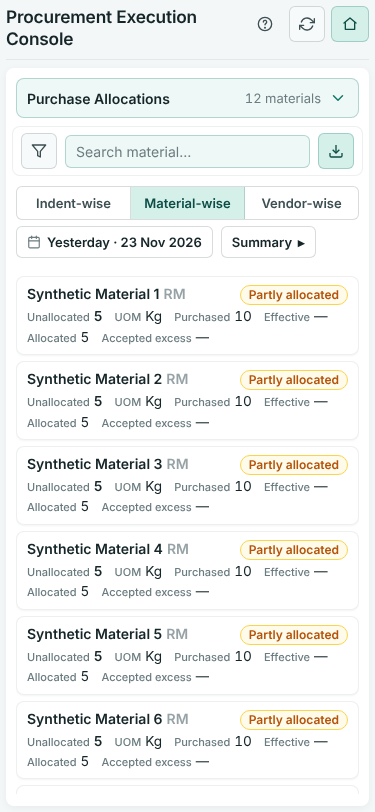 Procurement Execution
Console
Purchase Allocations 12 materials
Search material...
Indent-wise Material-wise Vendor-wise
Yesterday · 23 Nov 2026 Summary ▸
Synthetic Material 1 RM Partly allocated
Unallocated 5 UOM Kg Purchased 10 Effective —
Allocated 5 Accepted excess —
Synthetic Material 2 RM Partly allocated
Unallocated 5 UOM Kg Purchased 10 Effective —
Allocated 5 Accepted excess —
Synthetic Material 3 RM Partly allocated
Unallocated 5 UOM Kg Purchased 10 Effective —
Allocated 5 Accepted excess —
Synthetic Material 4 RM Partly allocated
Unallocated 5 UOM Kg Purchased 10 Effective —
Allocated 5 Accepted excess —
Synthetic Material 5 RM Partly allocated
Unallocated 5 UOM Kg Purchased 10 Effective —
Allocated 5 Accepted excess —
Synthetic Material 6 RM Partly allocated
Unallocated 5 UOM Kg Purchased 10 Effective —
Allocated 5 Accepted excess —